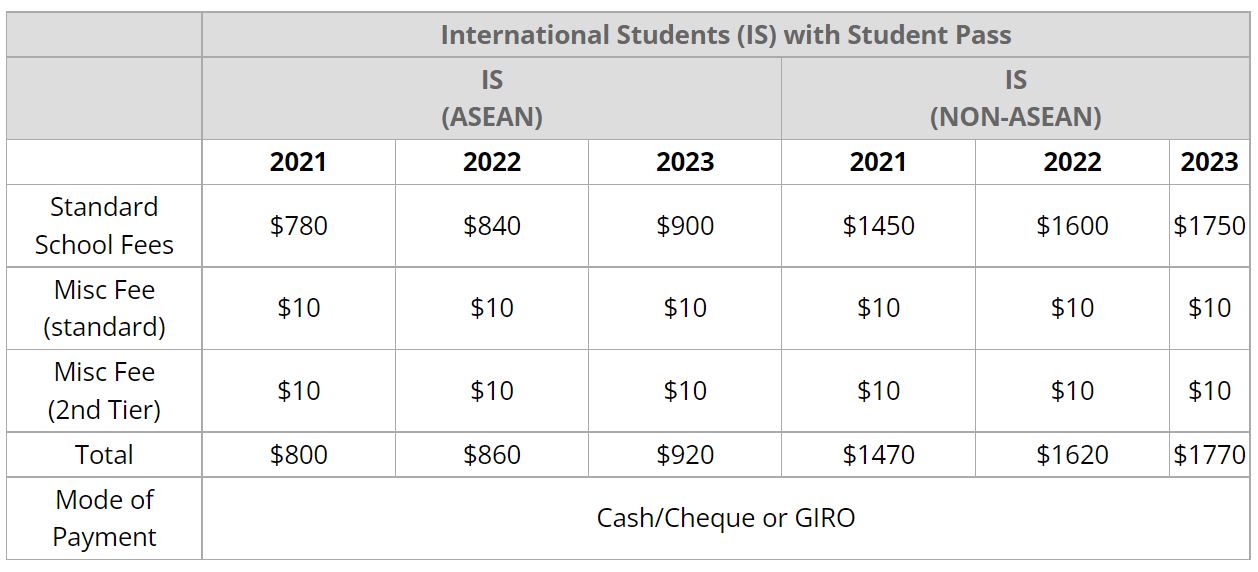 International Students (IS) with Student Pass
IS
(ASEAN)
IS
(NON-ASEAN)
2021 2022 2023 2021 2022 2023
Standard
School Fees
$780 $840 $900 $1450 $1600 $1750
Misc Fee
(standard)
$10 $10 $10 $10 $10 $10
Misc Fee
(2nd Tier)
$10 $10 $10 $10 $10 $10
Total $800 $860 $920 $1470 $1620 $1770
Mode of
Payment
Cash/Cheque or GIRO